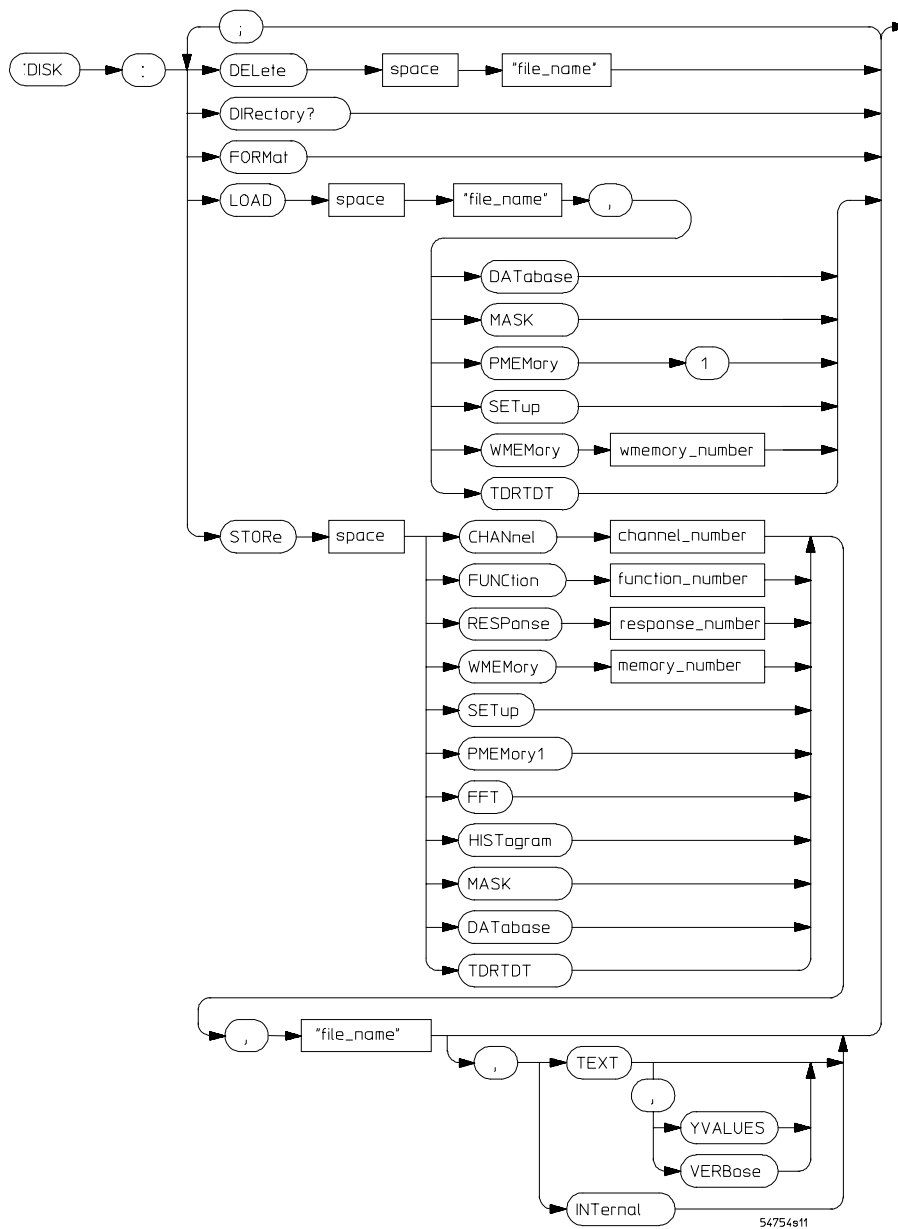 ;
:DISK : DELete space "file_name"
DIRectory?
FORMat
LOAD space "file_name" ,
DATabase
MASK
PMEMory 1
SETup
WMEMory wmemory_number
TDRTDT
STORe space CHANnel channel_number
FUNCtion function_number
RESPonse response_number
WMEMory memory_number
SETup
PMEMory1
FFT
HISTogram
MASK
DATabase
TDRTDT
, "file_name"
, TEXT
,
YVALUES
VERBose
INTernal
54754s11